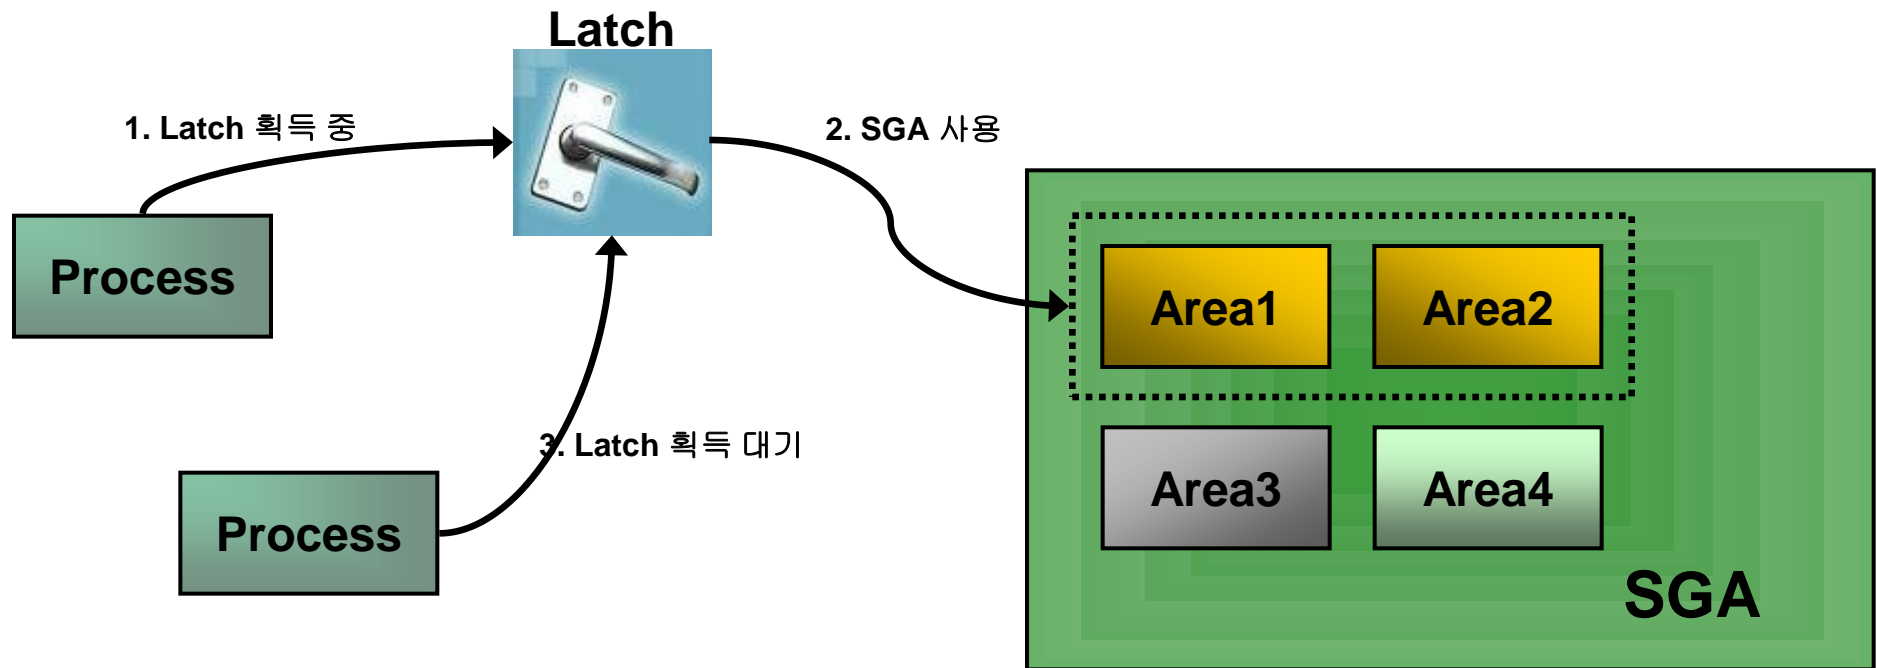 Latch
1. Latch 획득 중
2. SGA 사용
Process
Area1
Area2
3. Latch 획득 대기
Area3
Area4
Process
SGA